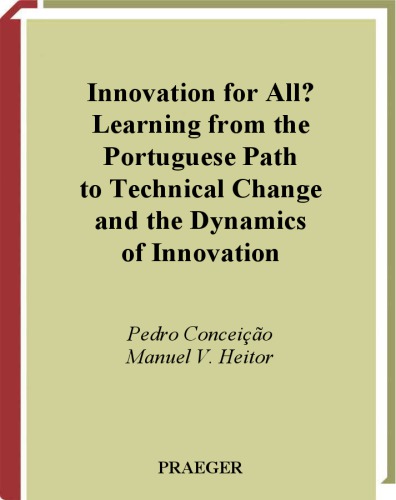 Innovation for All?
Learning from the
Portuguese Path
to Technical Change
and the Dynamics
of Innovation
Pedro Conceição
Manuel V. Heitor
PRAEGER